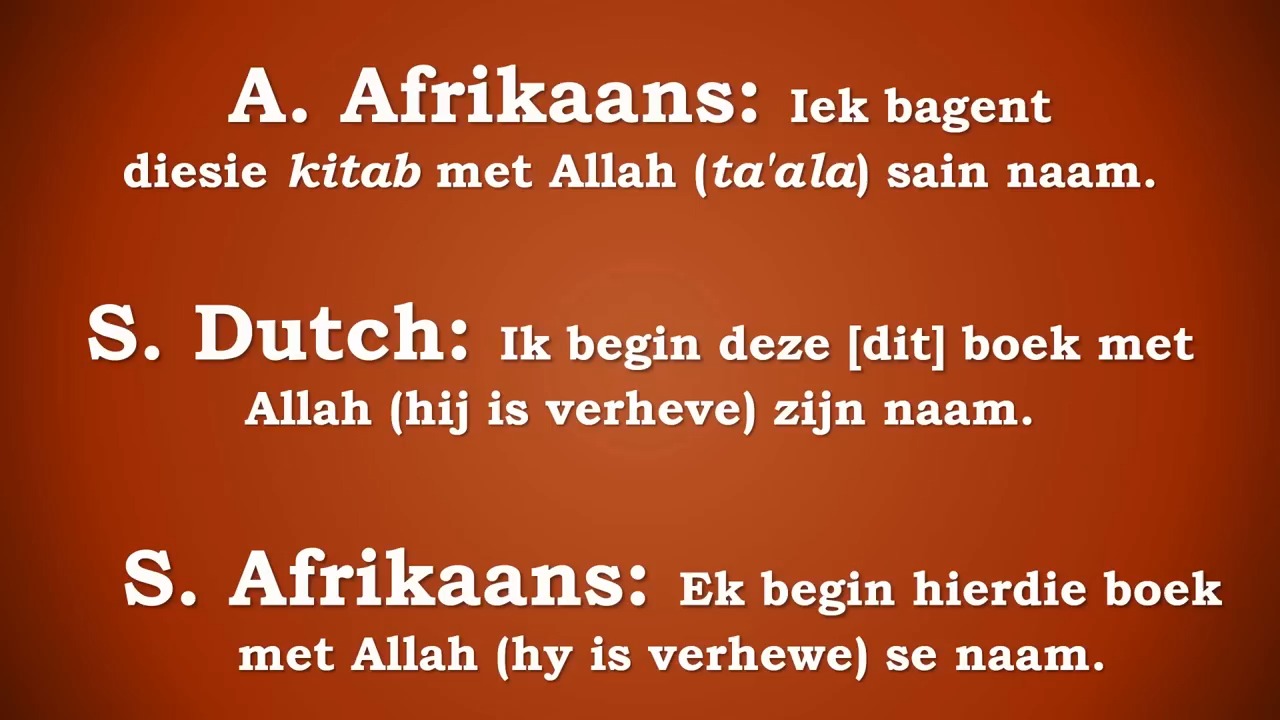 A. Afrikaans: Iek bagent
diesie kitab met Allah (ta'ala) sain naam.
S. Dutch: Ik begin deze [dit] boek met
Allah (hij is verheve) zijn naam.
S. Afrikaans: Ek begin hierdie boek
met Allah (hy is verhewe) se naam.